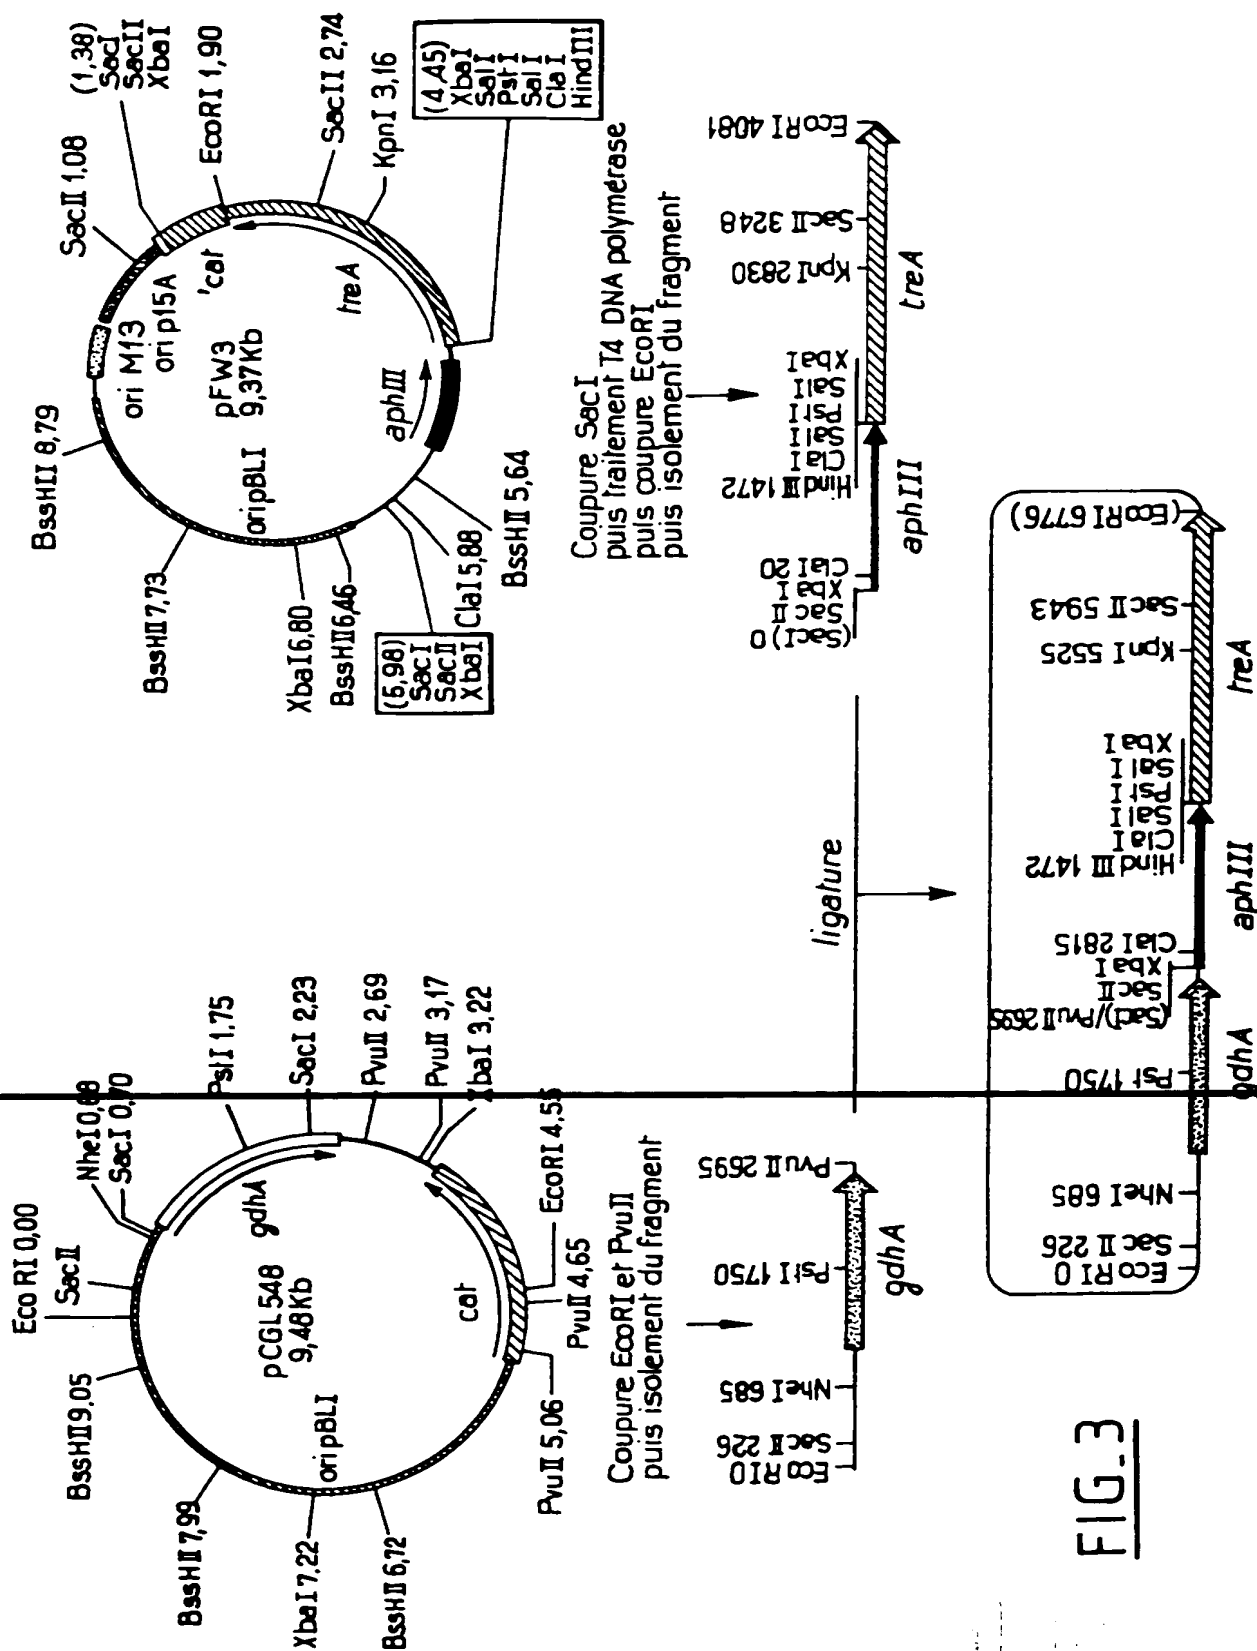 Eco RI 0,00
SacII
NheI 0,68
SacI 0,70
PstI 1,75
SacI 2,23
PvuII 2,69
PvuII 3,17
XbaI 3,22
EcoRI 4,55
PvuII 4,65
PvuII 5,06
BssHII 6,72
XbaI 7,22
BssHII 7,99
BssHII 9,05
gdhA
pCGL548
9,48Kb
oripBLI
cat
Coupure EcoRI et PvuII
puis isolement du fragment
EcoRI 0
SacII 226
NheI 685
PstI 1750
PvuII 2695
gdhA
BssHII 8,79
SacII 1,08
(1,38)
SacI
SacII
XbaI
EcoRI 1,90
SacII 2,74
KpnI 3,16
(4,45)
XbaI
SalI
PstI
SalI
ClaI
HindIII
BssHII 5,64
ClaI 5,88
(5,98)
SacI
SacII
XbaI
BssHII 6,46
XbaI 6,80
BssHII 7,73
ori M13
ori p15A
'cat
pFW3
9,37Kb
oripBLI
treA
aphIII
Coupure SacI
puis traitement T4 DNA polymérase
puis coupure EcoRI
puis isolement du fragment
(SacI) 0
SacII
XbaI
ClaI 20
HindIII 1472
ClaI
SalI
PstI
SalI
XbaI
KpnI 2830
SacII 3248
EcoRI 4081
aphIII
treA
ligature
EcoRI 0
SacII 226
NheI 685
Pst 1750
(SacI)/PvuII 2695
SacII
XbaI
ClaI 2815
HindIII 1472
ClaI
SalI
PstI
SalI
XbaI
KpnI 5525
SacII 5943
(EcoRI 6776)
gdhA
aphIII
treA
FIG_3